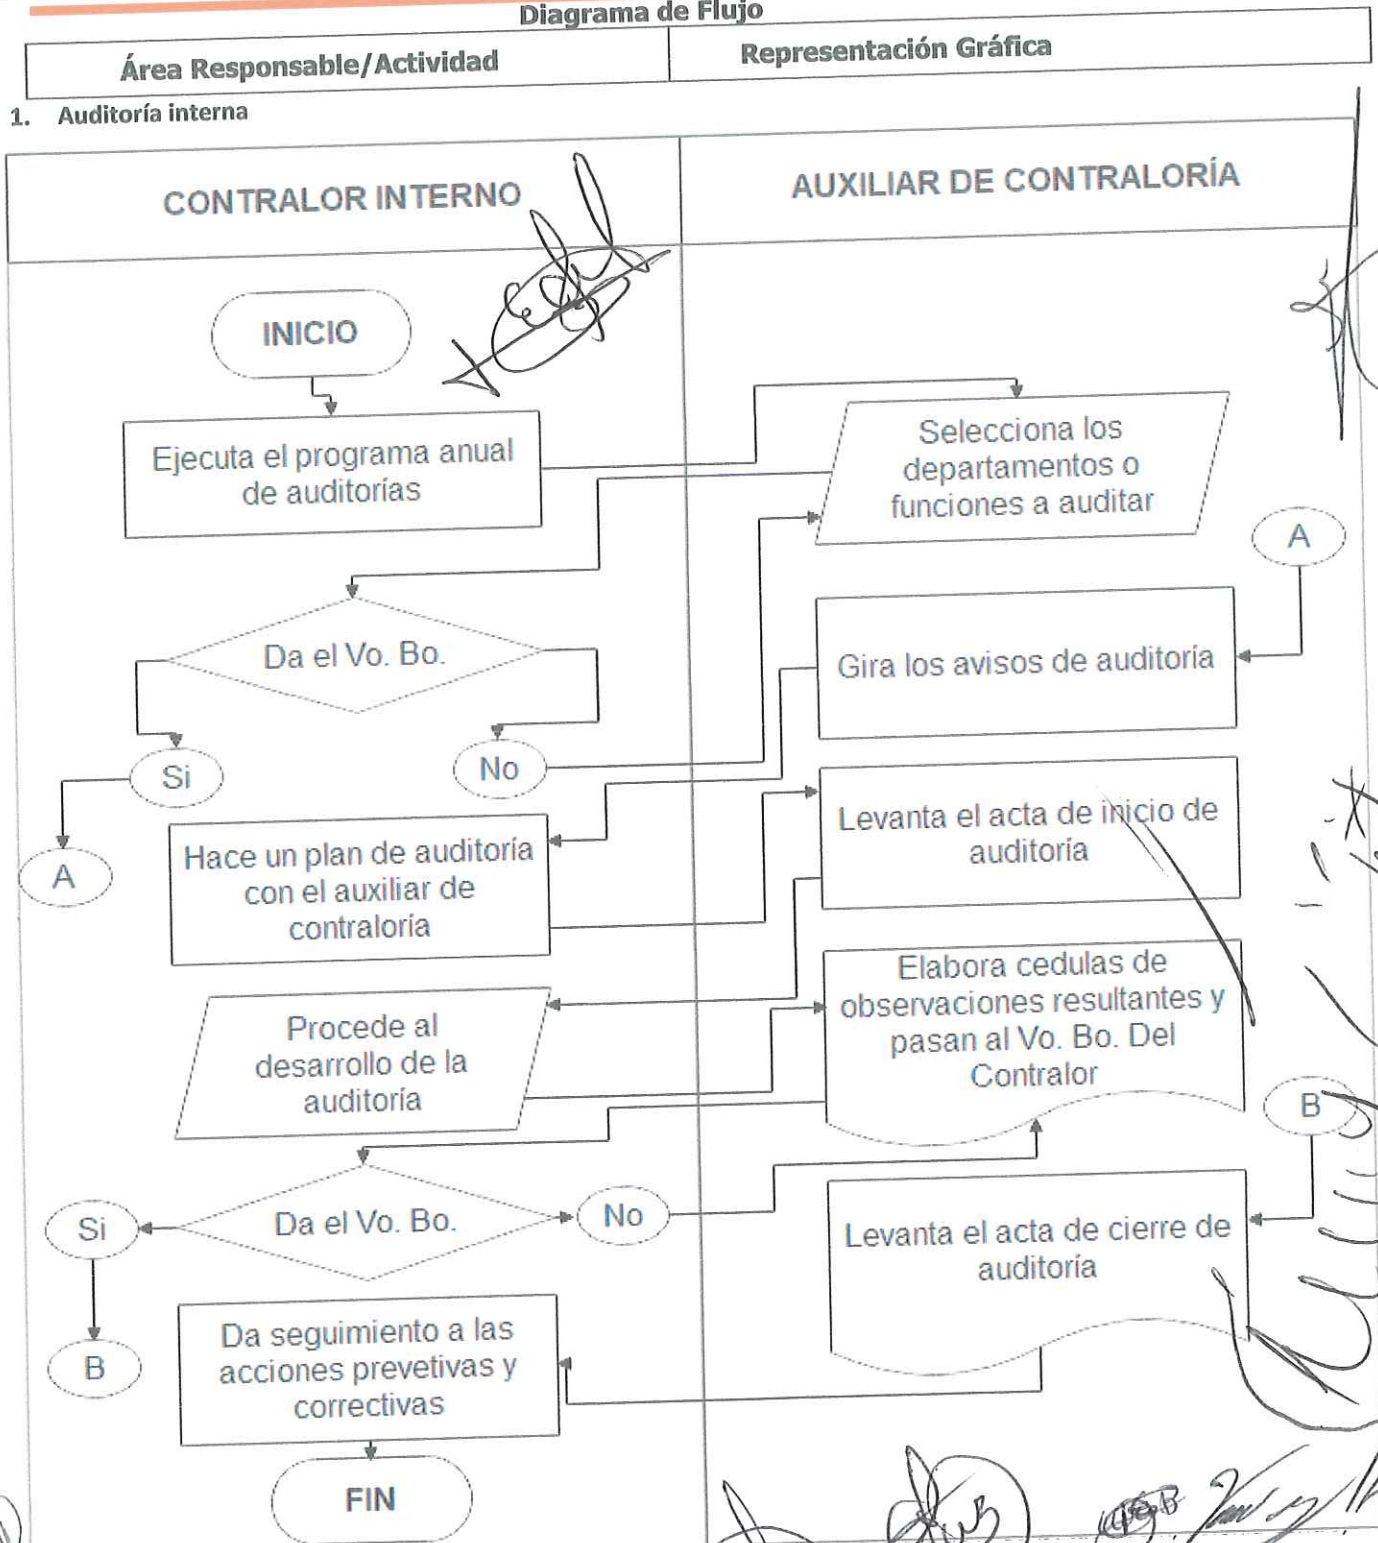 Diagrama de Flujo
Área Responsable/Actividad
Representación Gráfica
1. Auditoría interna
CONTRALOR INTERNO
AUXILIAR DE CONTRALORÍA
INICIO
Ejecuta el programa anual
de auditorías
Selecciona los
departamentos o
funciones a auditar
A
Da el Vo. Bo.
Gira los avisos de auditoría
Si
No
A
Hace un plan de auditoría
con el auxiliar de
contraloría
Levanta el acta de inicio de
auditoría
Procede al
desarrollo de la
auditoría
Elabora cedulas de
observaciones resultantes y
pasan al Vo. Bo. Del
Contralor
B
Da el Vo. Bo.
Si
No
Levanta el acta de cierre de
auditoría
B
Da seguimiento a las
acciones prevetivas y
correctivas
FIN